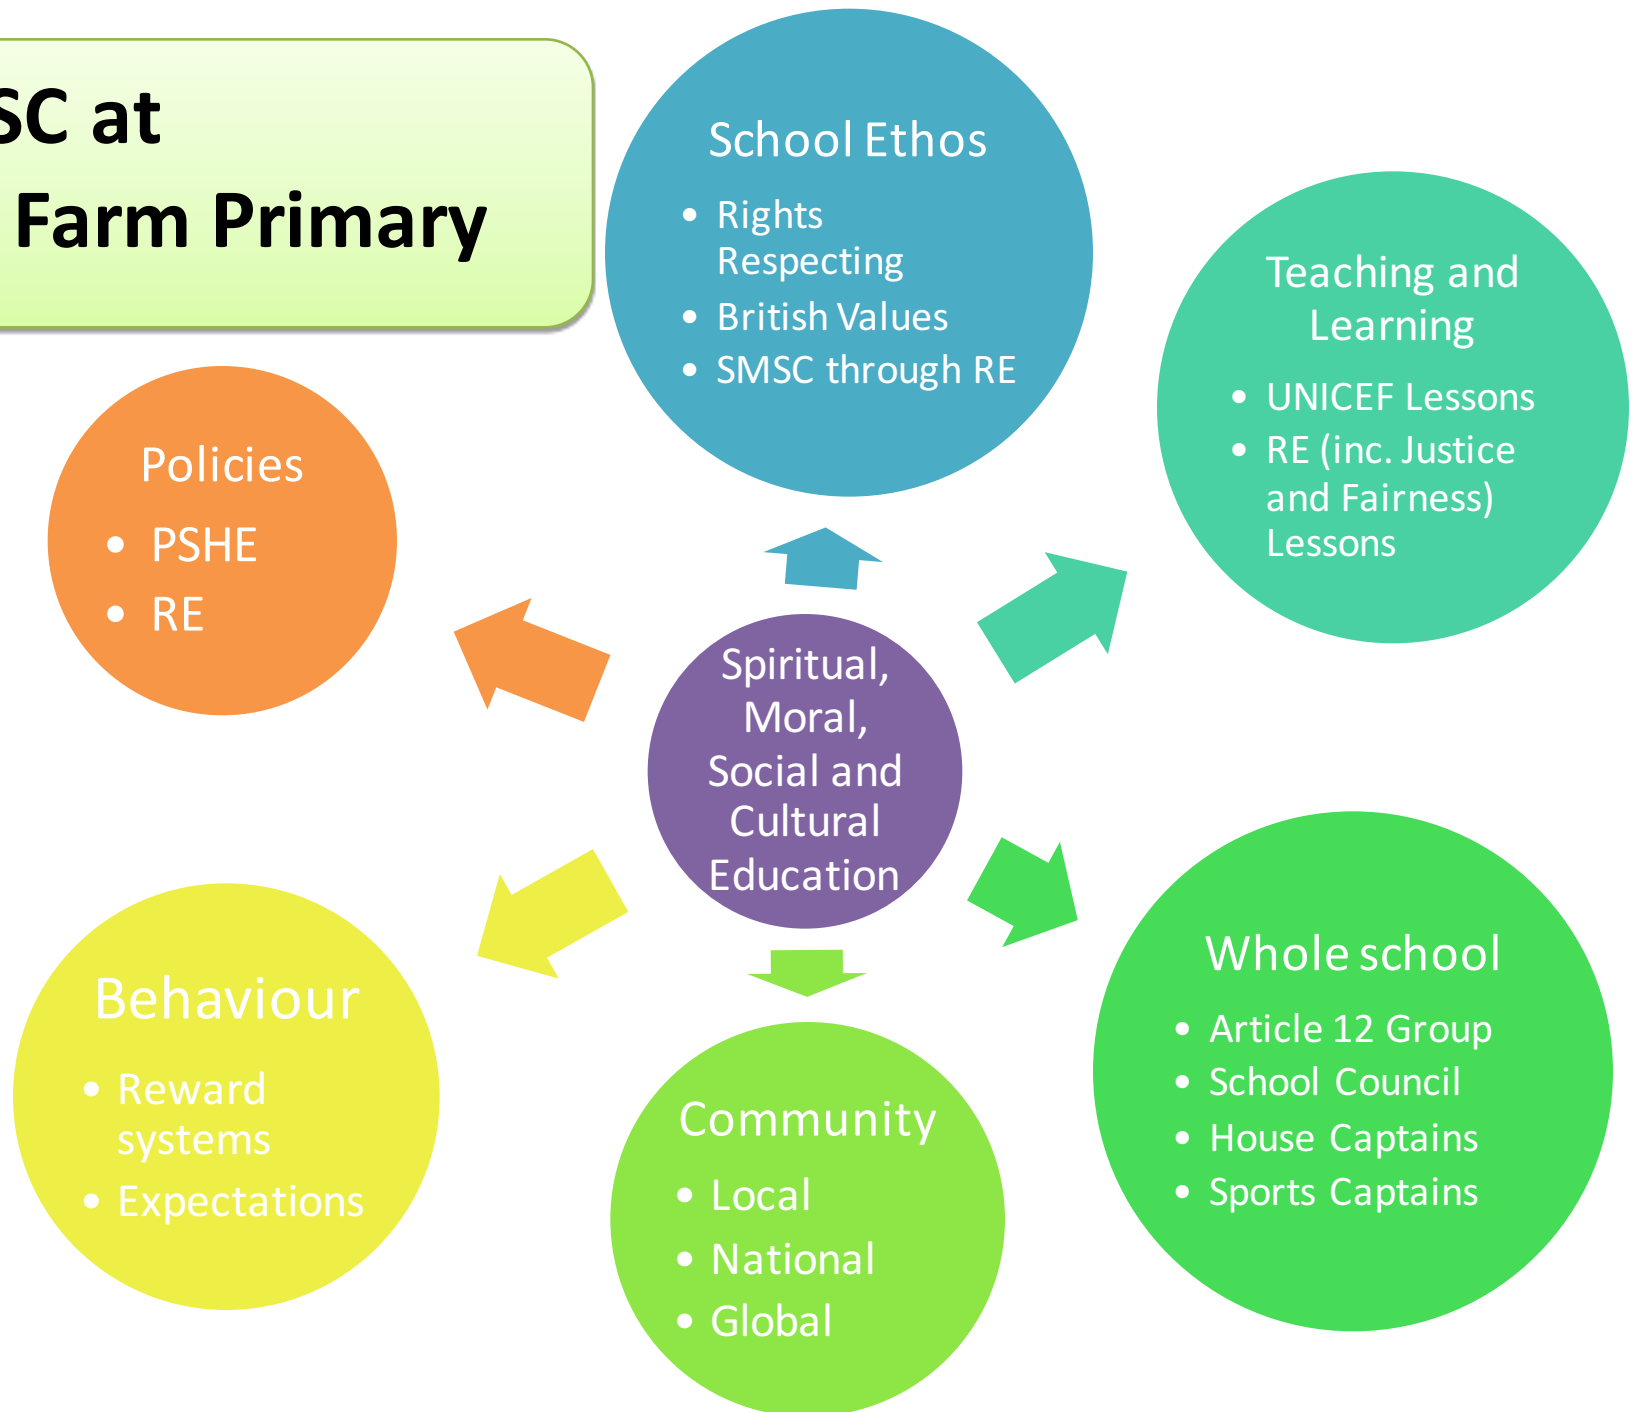 SC at
Farm Primary
School Ethos
• Rights
Respecting
• British Values
• SMSC through RE
Teaching and
Learning
• UNICEF Lessons
• RE (inc. Justice
and Fairness)
Lessons
Policies
• PSHE
• RE
Spiritual,
Moral,
Social and
Cultural
Education
Whole school
• Article 12 Group
• School Council
• House Captains
• Sports Captains
Behaviour
• Reward
systems
• Expectations
Community
• Local
• National
• Global